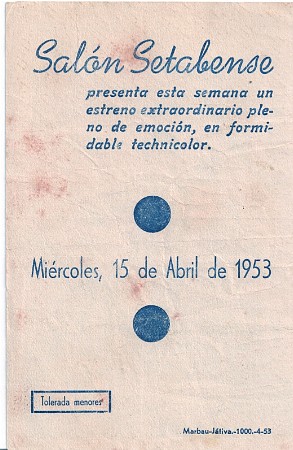 Salón Setabense
presenta esta semana un
estreno extraordinario ple-
no de emoción, en formi-
dable technicolor.
Miércoles, 15 de Abril de 1953
Tolerada menores
Marbau-Játiva.-1000.-4-53